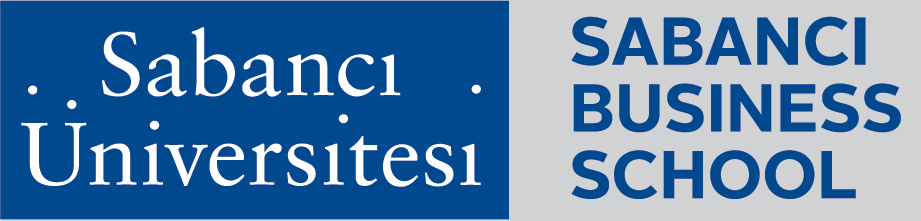 Sabancı
Üniversitesi
SABANCI
BUSINESS
SCHOOL